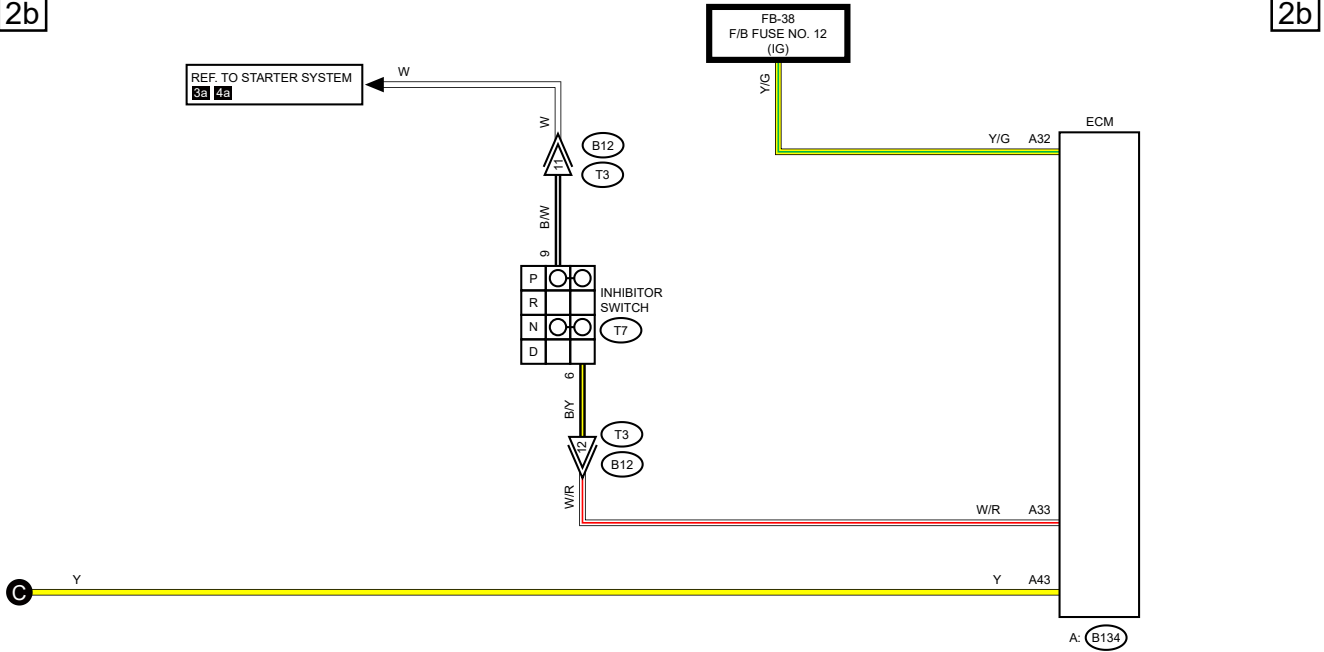 2b
2b
FB-38
F/B FUSE NO. 12
(IG)
REF. TO STARTER SYSTEM
3a 4a
W
Y/G
W
ECM
Y/G A32
B12
11
T3
B/W
9
P
R
N
D
INHIBITOR
SWITCH
T7
6
B/Y
T3
12
B12
W/R
W/R A33
C
Y
Y A43
A: B134